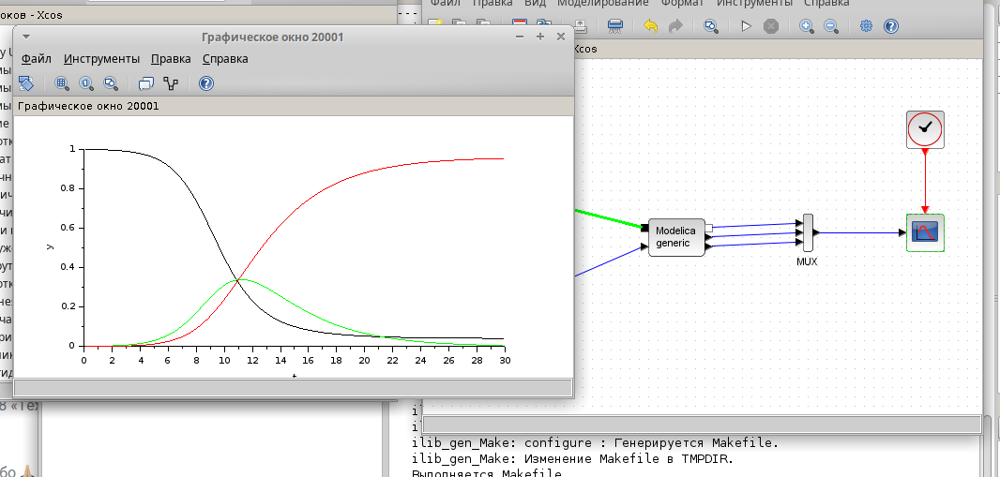 оков - Xcos
Файл Правка Вид Моделирование Формат Инструменты Справка
Xcos
Графическое окно 20001
Файл Инструменты Правка Справка
Графическое окно 20001
y
1
0.8
0.6
0.4
0.2
0
0 2 4 6 8 10 12 14 16 18 20 22 24 26 28 30
Modelica
generic
MUX
ilib_gen_Make: configure : Генерируется Makefile.
ilib_gen_Make: Изменение Makefile в TMPDIR.
Выполняется Makefile